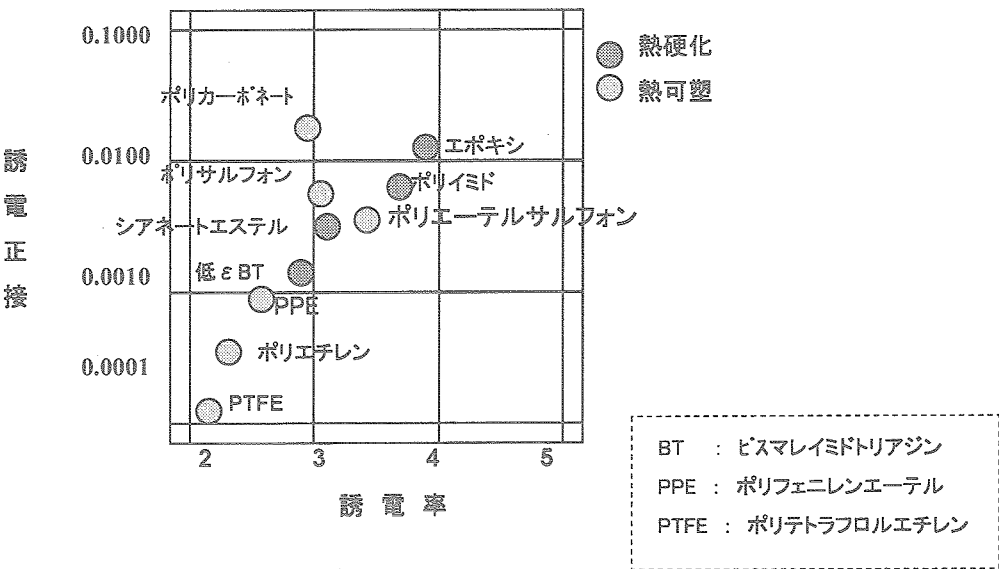 0.1000
0.0100
0.0010
0.0001
誘電正接
ポリカーボネート
エポキシ
ポリサルフォン
ポリイミド
ポリエーテルサルフォン
シアネートエステル
低εBT
PPE
ポリエチレン
PTFE
2 3 4 5
誘電率
熱硬化
熱可塑
BT : ビスマレイミドトリアジン
PPE : ポリフェニレンエーテル
PTFE : ポリテトラフロルエチレン